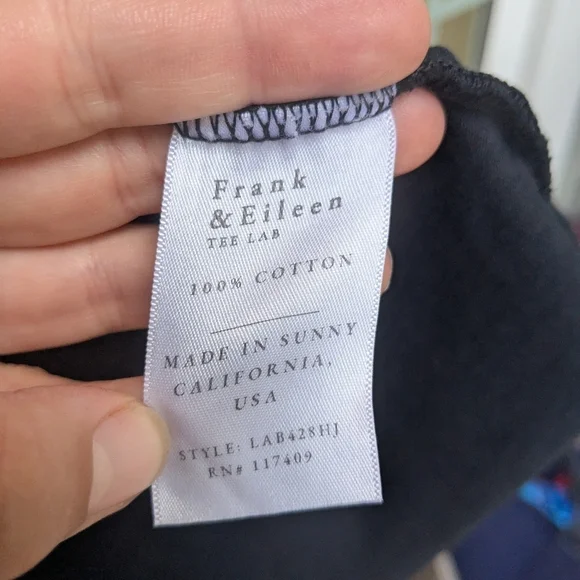 Frank
& Eileen
TEE LAB
100% COTTON
MADE IN SUNNY
CALIFORNIA,
USA
STYLE: LAB428HJ
RN# 117409